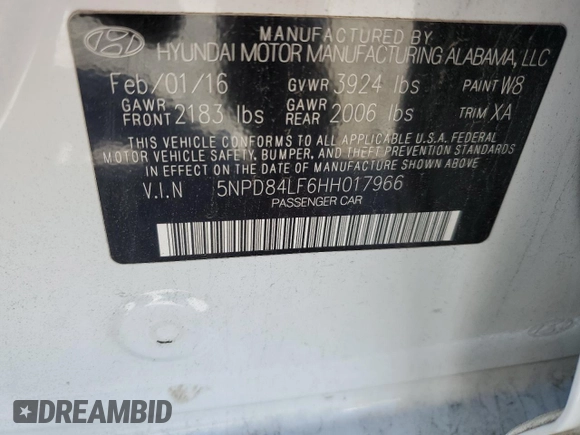 MANUFACTURED BY
HYUNDAI MOTOR MANUFACTURING ALABAMA, LLC
Feb/01/16 GVWR 3924 lbs PAINT W8
GAWR FRONT 2183 lbs GAWR REAR 2006 lbs TRIM XA
THIS VEHICLE CONFORMS TO ALL APPLICABLE U.S.A. FEDERAL
MOTOR VEHICLE SAFETY, BUMPER, AND THEFT PREVENTION
STANDARDS IN EFFECT ON THE DATE OF MANUFACTURE SHOWN ABOVE.
V.I.N 5NPD84LF6HH017966
PASSENGER CAR
DREAMBID